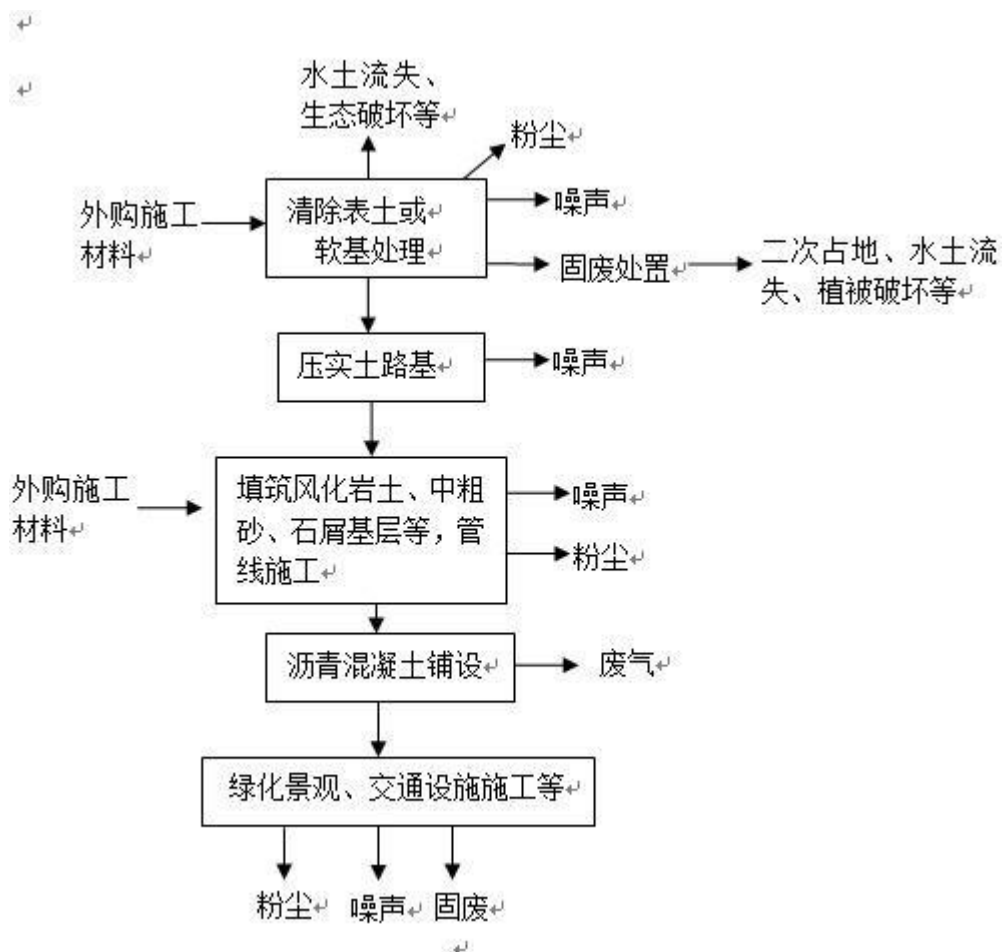 水土流失、
生态破坏等
粉尘
外购施工
材料
清除表土或
软基处理
噪声
固废处置
二次占地、水土流
失、植被破坏等
压实土路基
噪声
外购施工
材料
填筑风化岩土、中粗
砂、石屑基层等，管
线施工
噪声
粉尘
沥青混凝土铺设
废气
绿化景观、交通设施施工等
粉尘
噪声
固废